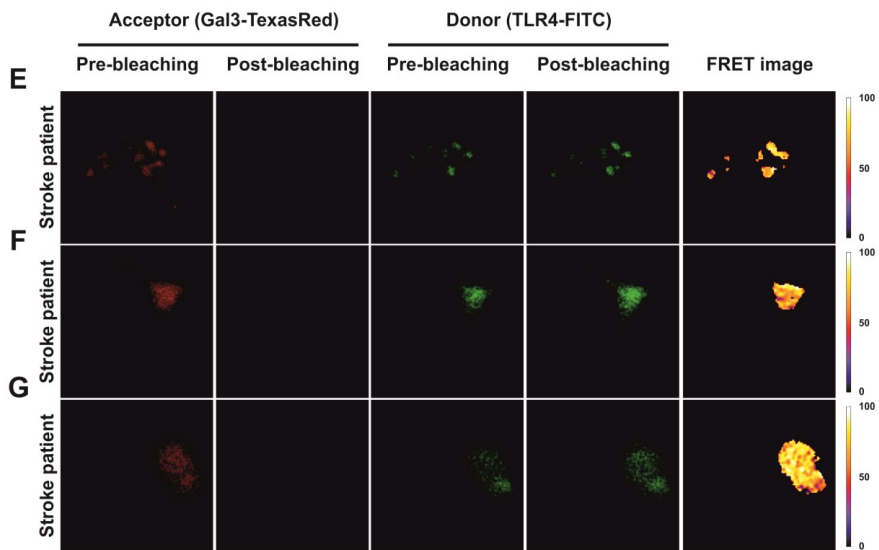 Acceptor (Gal3-TexasRed) Donor (TLR4-FITC)
Pre-bleaching Post-bleaching Pre-bleaching Post-bleaching FRET image
E
Stroke patient
100
50
0
F
Stroke patient
100
50
0
G
Stroke patient
100
50
0